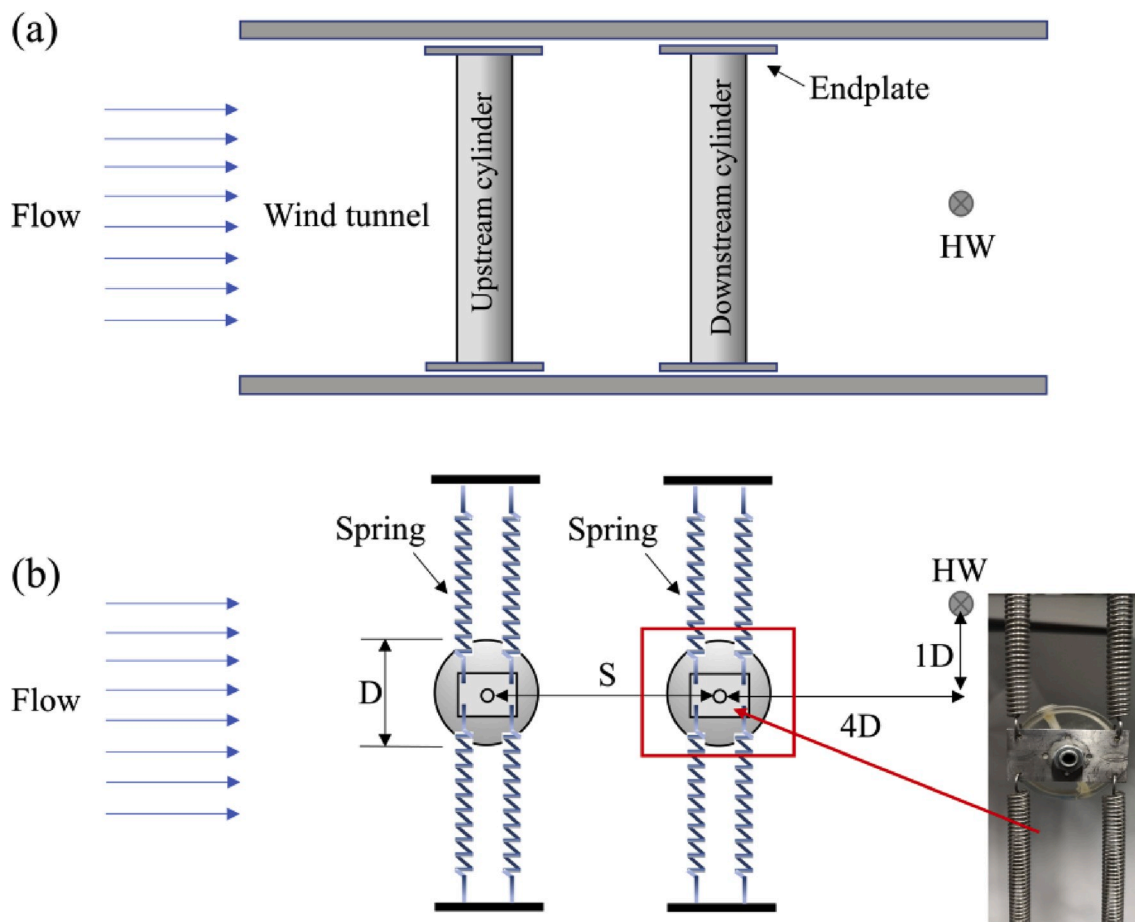 (a)
Upstream cylinder
Downstream cylinder
Endplate
Flow
Wind tunnel
HW
(b)
Spring
Spring
HW
Flow
D
S
1D
4D